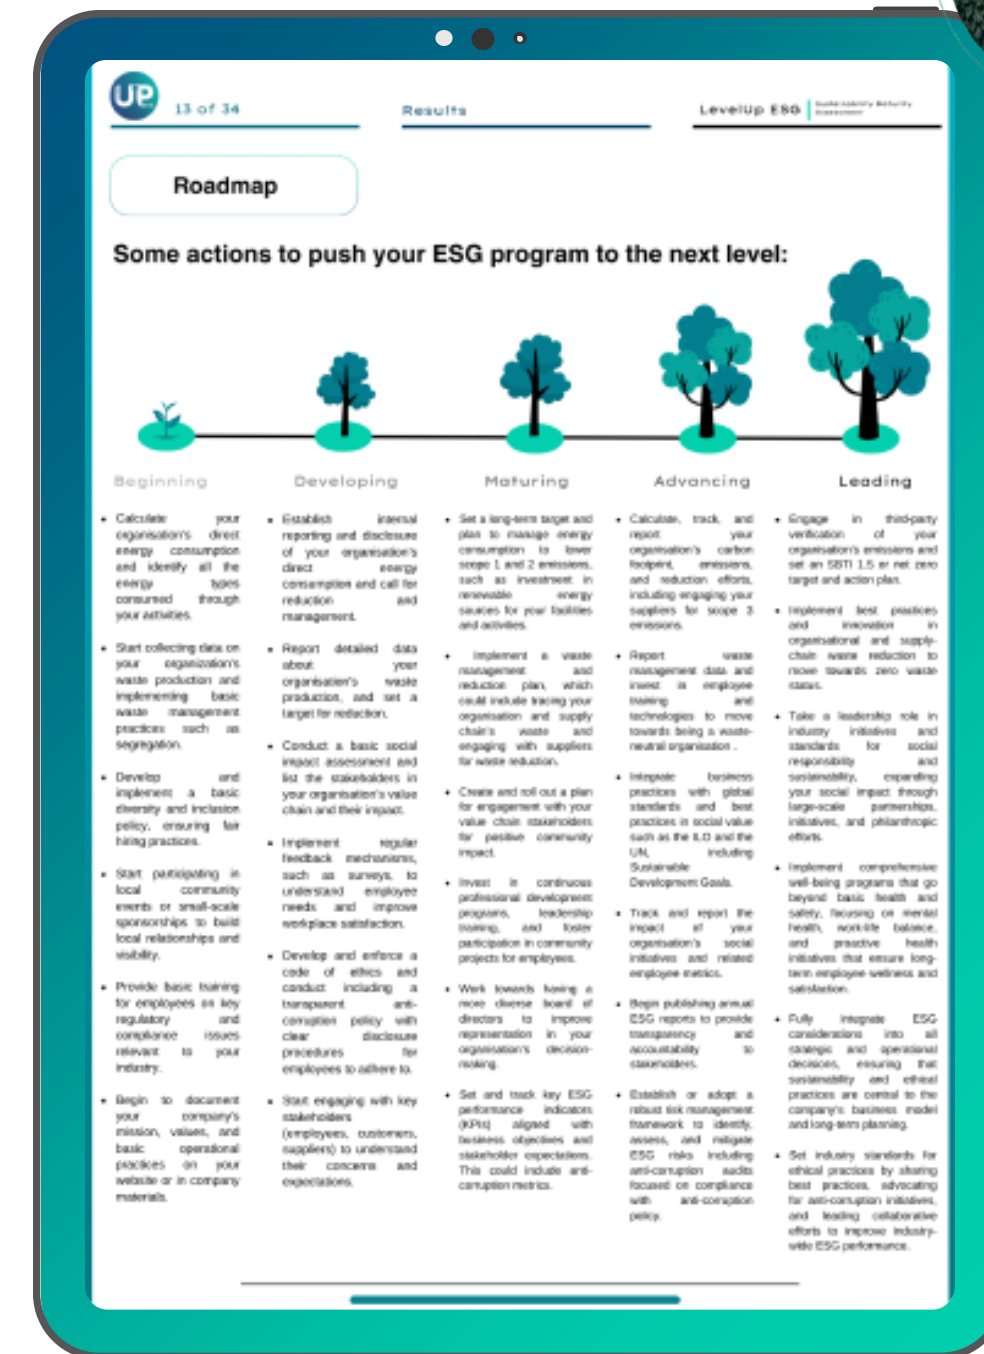 UP
13 of 34
Results
LevelUp ESG
Sustainability Maturity
Assessment
Roadmap
Some actions to push your ESG program to the next level:
Beginning
Developing
Maturing
Advancing
Leading
• Calculate your
organisation's direct
energy consumption
and identify all the
energy types
consumed through
your activities.
• Start collecting data on
your organization's
waste production and
implementing basic
waste management
practices such as
segregation.
• Develop and
implement a basic
diversity and inclusion
policy, ensuring fair
hiring practices.
• Start participating in
local community
events or small-scale
sponsorships to build
local relationships and
visibility.
• Provide basic training
for employees on key
regulatory and
compliance issues
relevant to your
industry.
• Begin to document
your company's
mission, values, and
basic operational
practices on your
website or in company
materials.
• Establish internal
reporting and disclosure
of your organisation's
direct energy
consumption and call for
reduction and
management.
• Report detailed data
about your
organisation's waste
production, and set a
target for reduction.
• Conduct a basic social
impact assessment and
list the stakeholders in
your organisation's value
chain and their impact.
• Implement regular
feedback mechanisms,
such as surveys, to
understand employee
needs and improve
workplace satisfaction.
• Develop and enforce a
code of ethics and
conduct including a
transparent anti-
corruption policy with
clear disclosure
procedures for
employees to adhere to.
• Start engaging with key
stakeholders
(employees, customers,
suppliers) to understand
their concerns and
expectations.
• Set a long-term target and
plan to manage energy
consumption to lower
scope 1 and 2 emissions,
such as investment in
renewable energy
sources for your facilities
and activities.
• Implement a waste
management and
reduction plan, which
could include tracing your
organisation and supply
chain's waste and
engaging with suppliers
for waste reduction.
• Create and roll out a plan
for engagement with your
value chain stakeholders
for positive community
impact.
• Invest in continuous
professional development
programs, leadership
training, and foster
participation in community
projects for employees.
• Work towards having a
more diverse board of
directors to improve
representation in your
organisation's decision-
making.
• Set and track key ESG
performance indicators
(KPIs) aligned with
business objectives and
stakeholder expectations.
This could include anti-
corruption metrics.
• Calculate, track, and
report your
organisation's carbon
footprint, emissions,
and reduction efforts,
including engaging your
suppliers for scope 3
emissions.
• Report waste
management data and
invest in employee
training and
technologies to move
towards being a waste-
neutral organisation .
• Integrate business
practices with global
standards and best
practices in social value
such as the ILO and the
UN, including
Sustainable
Development Goals.
• Track and report the
impact of your
organisation's social
initiatives and related
employee metrics.
• Begin publishing annual
ESG reports to provide
transparency and
accountability to
stakeholders.
• Establish or adopt a
robust risk management
framework to identify,
assess, and mitigate
ESG risks including
anti-corruption audits
focused on compliance
with anti-corruption
policy.
• Engage in third-party
verification of your
organisation's emissions and
set an SBTI 1.5 or net zero
target and action plan.
• Implement best practices
and innovation in
organisational and supply-
chain waste reduction to
move towards zero waste
status.
• Take a leadership role in
industry initiatives and
standards for social
responsibility and
sustainability, expanding
your social impact through
large-scale partnerships,
initiatives, and philanthropic
efforts.
• Implement comprehensive
well-being programs that go
beyond basic health and
safety, focusing on mental
health, work-life balance,
and proactive health
initiatives that ensure long-
term employee wellness and
satisfaction.
• Fully integrate ESG
considerations into all
strategic and operational
decisions, ensuring that
sustainability and ethical
practices are central to the
company's business model
and long-term planning.
• Set industry standards for
ethical practices by sharing
best practices, advocating
for anti-corruption initiatives,
and leading collaborative
efforts to improve industry-
wide ESG performance.